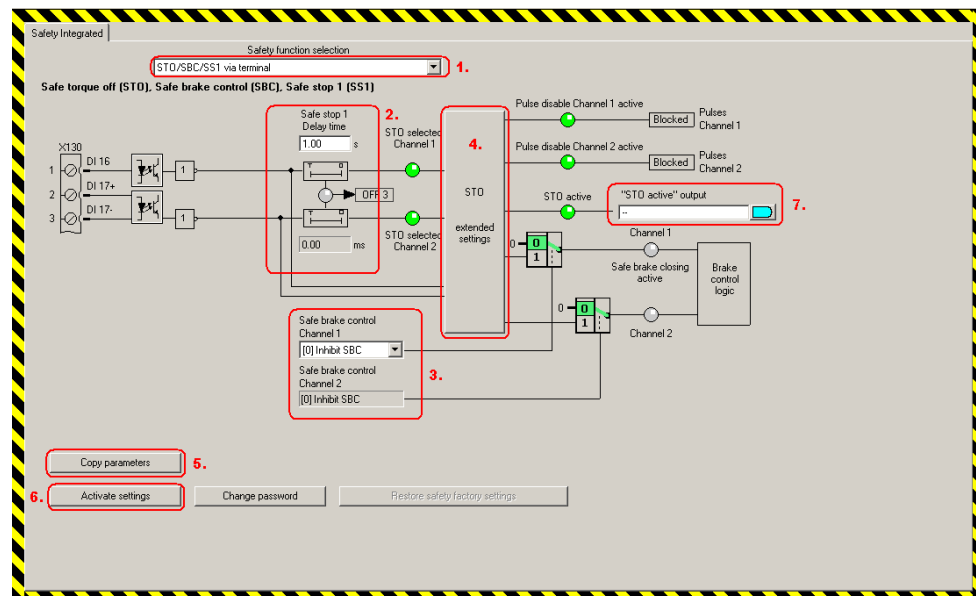 Safety Integrated
Safety function selection
STO/SBC/SS1 via terminal
1.
Safe torque off (STO), Safe brake control (SBC), Safe stop 1 (SS1)
Safe stop 1
Delay time
2.
1.00 s
T 0
OFF 3
T 0
0.00 ms
X130
1 DI 16
2 DI 17+
3 DI 17-
1
1
STO selected
Channel 1
STO selected
Channel 2
4.
STO
extended
settings
Pulse disable Channel 1 active
Blocked
Pulses
Channel 1
Pulse disable Channel 2 active
Blocked
Pulses
Channel 2
STO active
"STO active" output
--
7.
0
0
1
Channel 1
Safe brake closing
active
Brake
control
logic
0
0
1
Channel 2
Safe brake control
Channel 1
[0] Inhibit SBC
Safe brake control
Channel 2
[0] Inhibit SBC
3.
Copy parameters
5.
6.
Activate settings
Change password
Restore safety factory settings